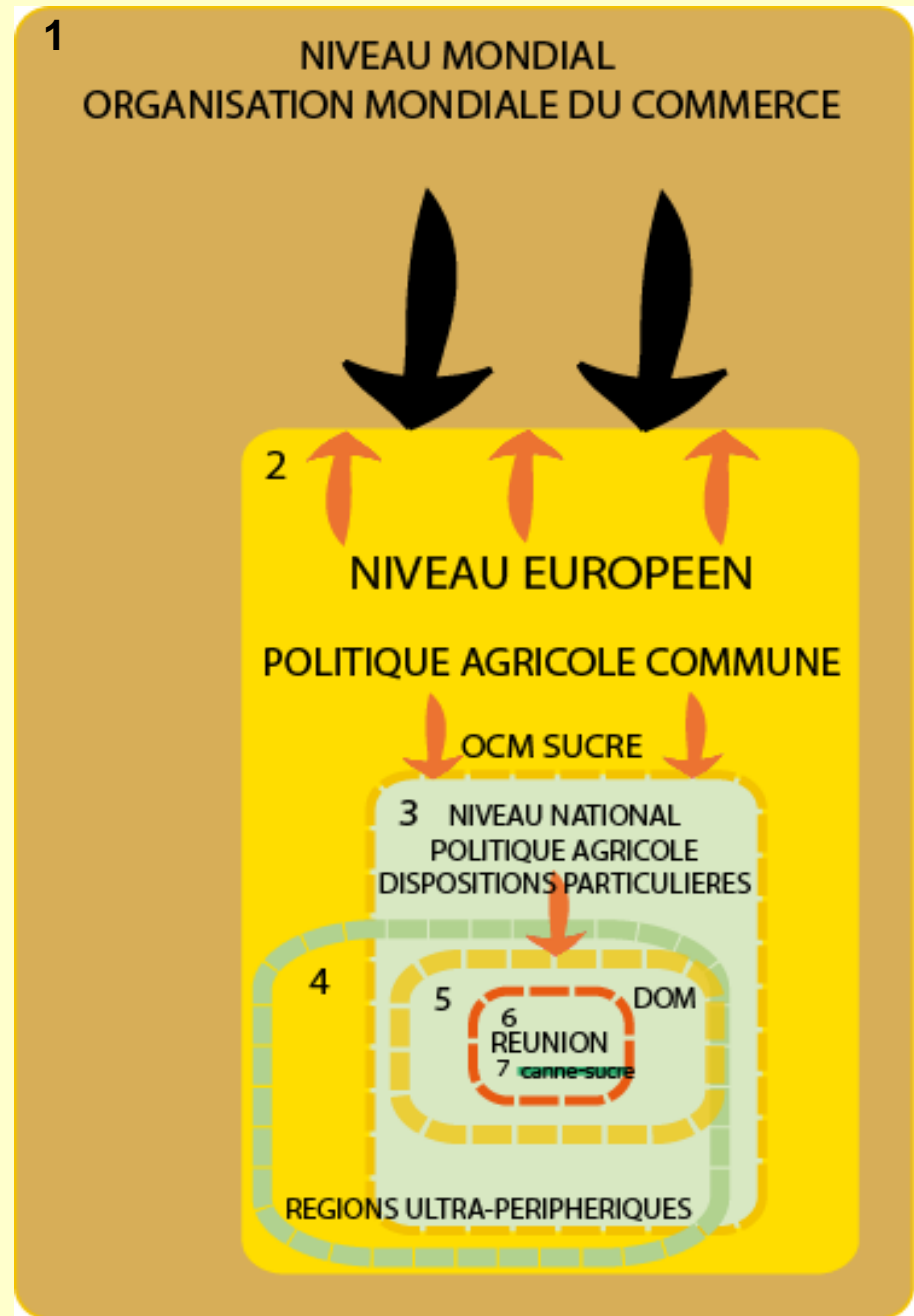 1
NIVEAU MONDIAL
ORGANISATION MONDIALE DU COMMERCE
2
NIVEAU EUROPEEN
POLITIQUE AGRICOLE COMMUNE
OCM SUCRE
3 NIVEAU NATIONAL
POLITIQUE AGRICOLE
DISPOSITIONS PARTICULIERES
4
5 DOM
6
REUNION
7 canne-sucre
REGIONS ULTRA-PERIPHERIQUES